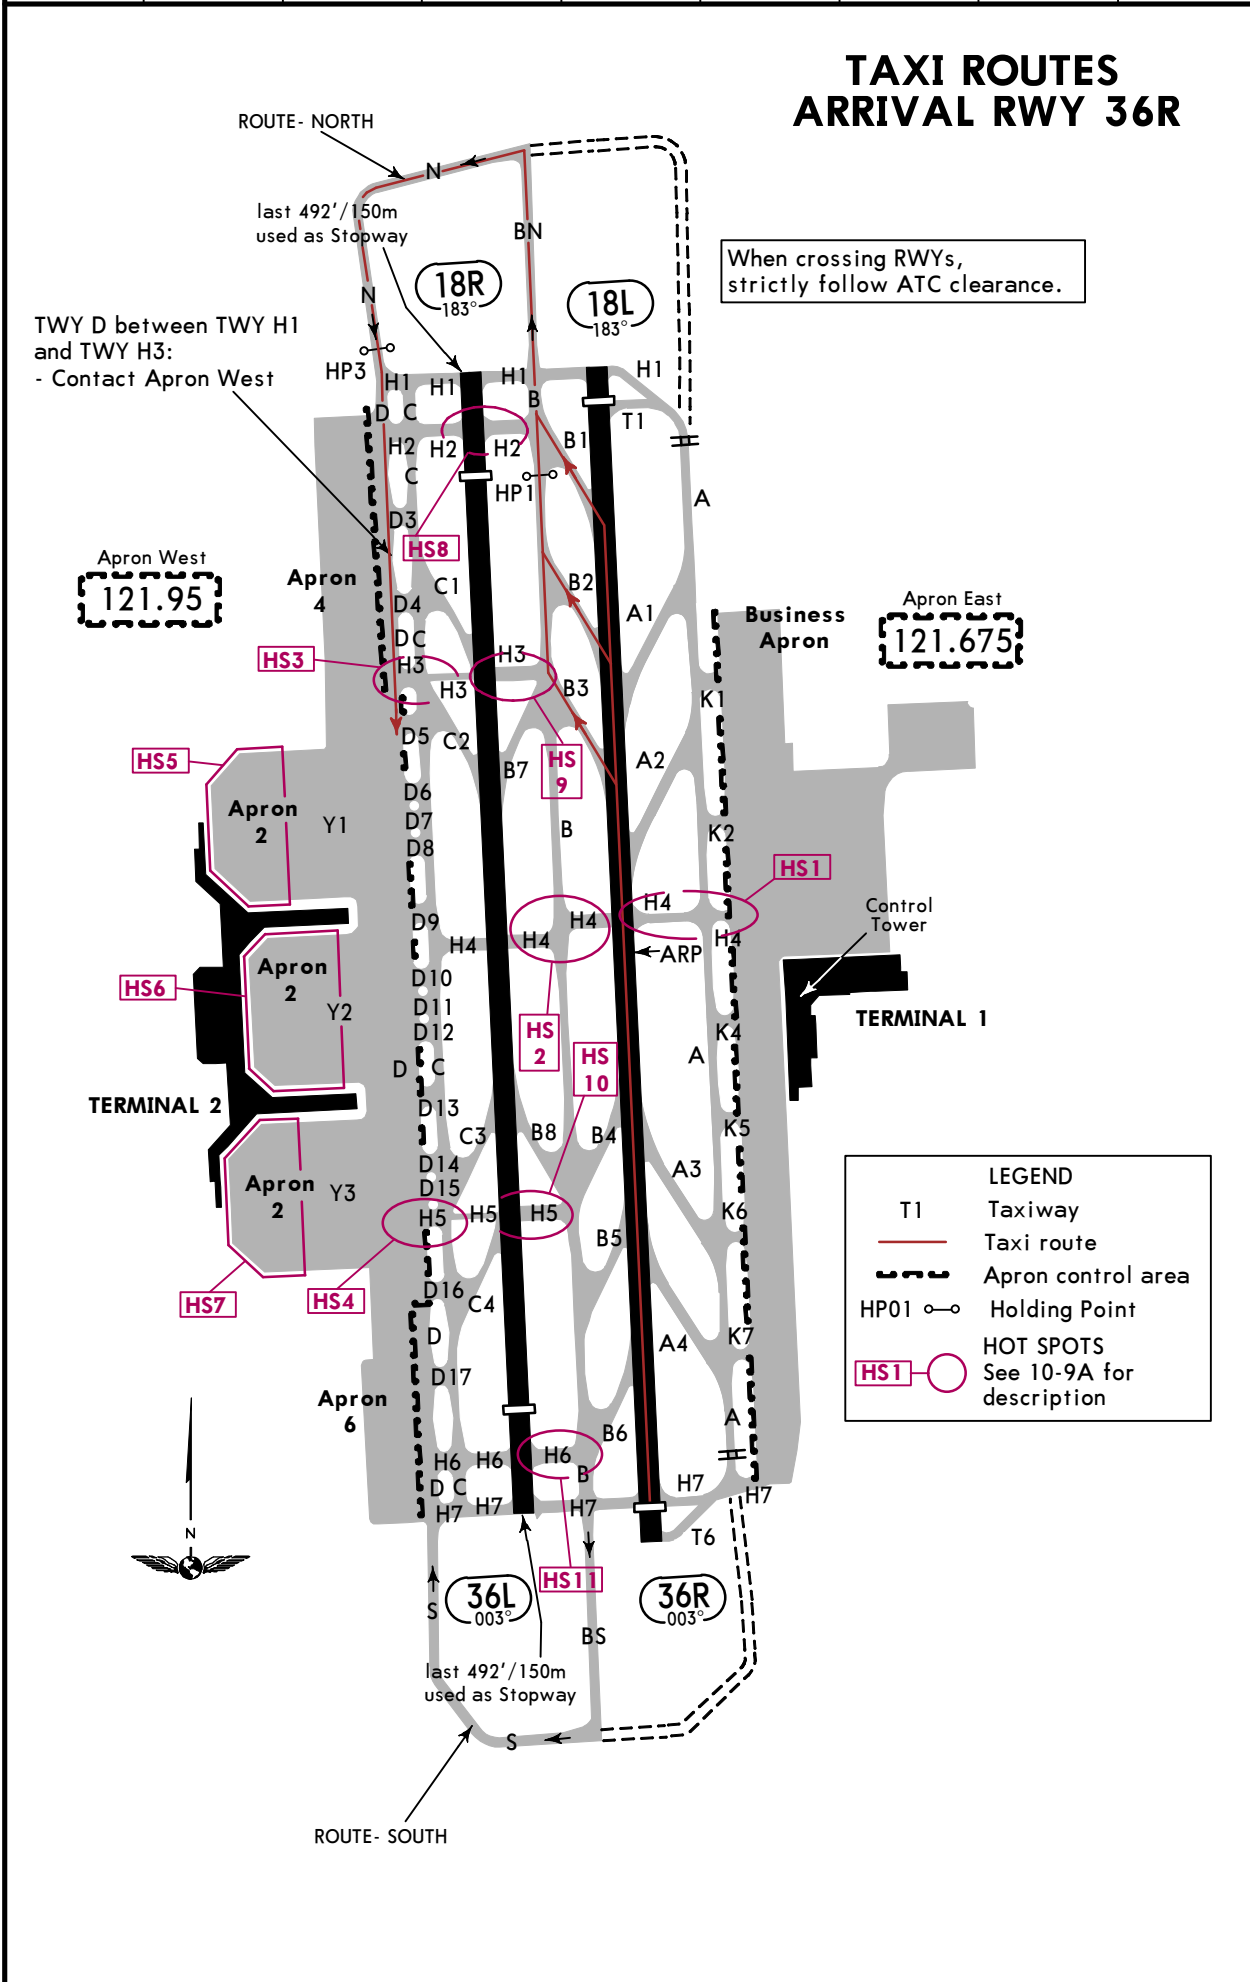 TAXI ROUTES
ARRIVAL RWY 36R
ROUTE- NORTH
N
last 492'/150m
used as Stopway
BN
18R
183°
18L
183°
When crossing RWYs,
strictly follow ATC clearance.
N
TWY D between TWY H1
and TWY H3:
- Contact Apron West
HP3
H1
H1
H1
H1
D
C
B
T1
H2
H2
H2
B1
C
HP1
A
D3
HS8
Apron West
121.95
Apron
4
C1
B2
D4
A1
Business
Apron
Apron East
121.675
D
C
HS3
H3
H3
H3
B3
K1
D5
C2
HS5
B7
HS
9
A2
D6
Apron
2
Y1
D7
B
K2
D8
HS1
D9
H4
H4
H4
H4
H4
Control
Tower
ARP
Apron
2
D10
HS6
Y2
D11
D12
HS
2
HS
10
K4
TERMINAL 1
D
C
A
TERMINAL 2
D13
C3
B8
B4
K5
D14
A3
D15
Apron
2
Y3
H5
H5
H5
K6
B5
HS7
HS4
D16
C4
D
A4
K7
D17
Apron
6
A
B6
H6
H6
H6
B
D
C
H7
H7
H7
H7
H7
T6
N
HS11
36L
003°
36R
003°
S
BS
last 492'/150m
used as Stopway
S
ROUTE- SOUTH
LEGEND
T1 Taxiway
Taxi route
Apron control area
HP01 Holding Point
HOT SPOTS
HS1 See 10-9A for
description